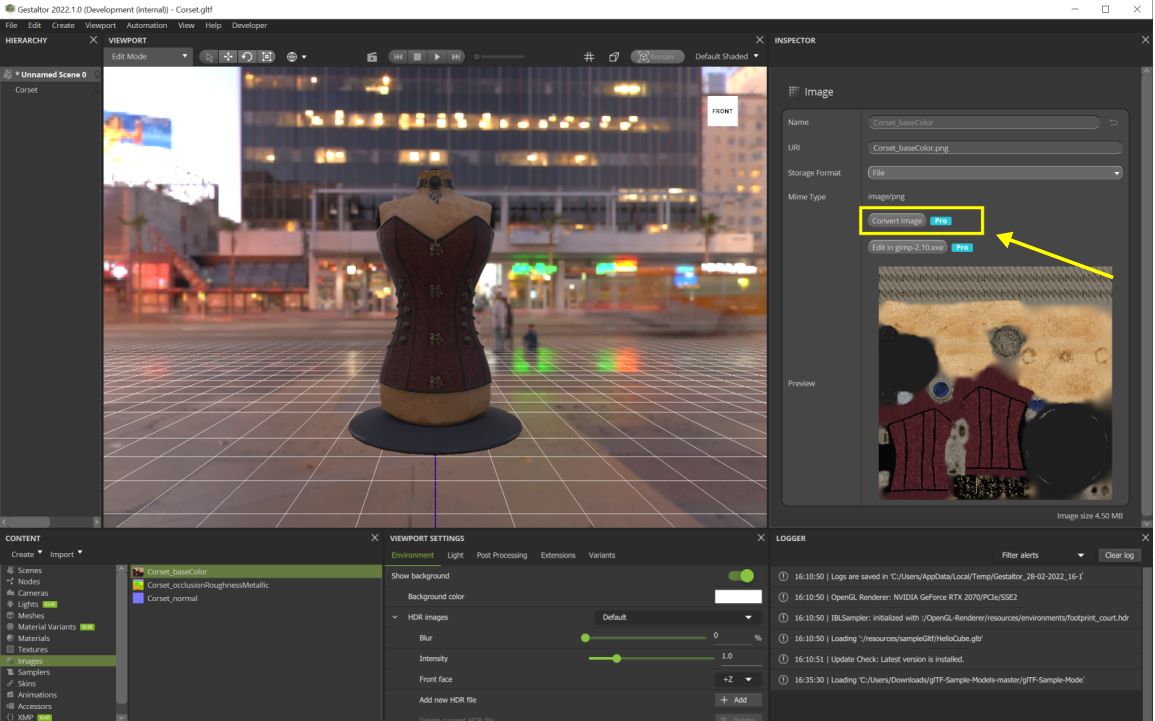 Gestaltor 2022.1.0 (Development (internal)) - Corset.gltf
File Edit Create Viewport Automation View Help Developer
HIERARCHY
* Unnamed Scene 0
Corset
VIEWPORT
Edit Mode
Render
Default Shaded
FRONT
INSPECTOR
Image
Name Corset_baseColor
URI Corset_baseColor.png
Storage Format File
Mime Type image/png
Convert Image Pro
Edit in gimp-2.10.exe Pro
Preview
Image size 4.50 MB
CONTENT
Create Import
Scenes
Nodes
Cameras
Lights KHR
Meshes
Material Variants KHR
Materials
Textures
Images
Samplers
Skins
Animations
Accessors
XMP KHR
Corset_baseColor
Corset_occlusionRoughnessMetallic
Corset_normal
VIEWPORT SETTINGS
Environment Light Post Processing Extensions Variants
Show background
Background color
HDR images Default
Blur 0 %
Intensity 1.0
Front face +Z
Add new HDR file + Add
Delete current HDR file Delete
LOGGER
Filter alerts Clear log
16:10:50 | Logs are saved in 'C:/Users/AppData/Local/Temp/Gestaltor_28-02-2022_16-1'
16:10:50 | OpenGL Renderer: NVIDIA GeForce RTX 2070/PCIe/SSE2
16:10:50 | IBLSampler: initialized with :/OpenGL-Renderer/resources/environments/footprint_court.hdr
16:10:50 | Loading ':/resources/sampleGltf/HelloCube.glb'
16:10:51 | Update Check: Latest version is installed.
16:35:30 | Loading 'C:/Users/Downloads/glTF-Sample-Models-master/glTF-Sample-Mode'